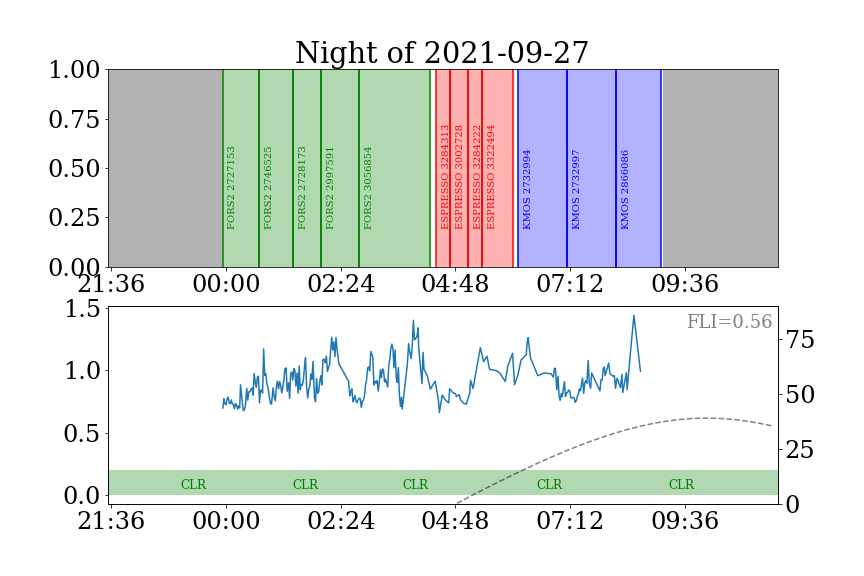 Night of 2021-09-27
1.00
0.75
0.50
0.25
0.00
FORS2 2727153
FORS2 2746525
FORS2 2728173
FORS2 2997591
FORS2 3056854
ESPRESSO 3284313
ESPRESSO 3002728
ESPRESSO 3284222
ESPRESSO 3322494
KMOS 2732994
KMOS 2732997
KMOS 2866086
21:36 00:00 02:24 04:48 07:12 09:36
1.5
1.0
0.5
0.0
FLI=0.56
75
50
25
0
CLR CLR CLR CLR CLR
21:36 00:00 02:24 04:48 07:12 09:36